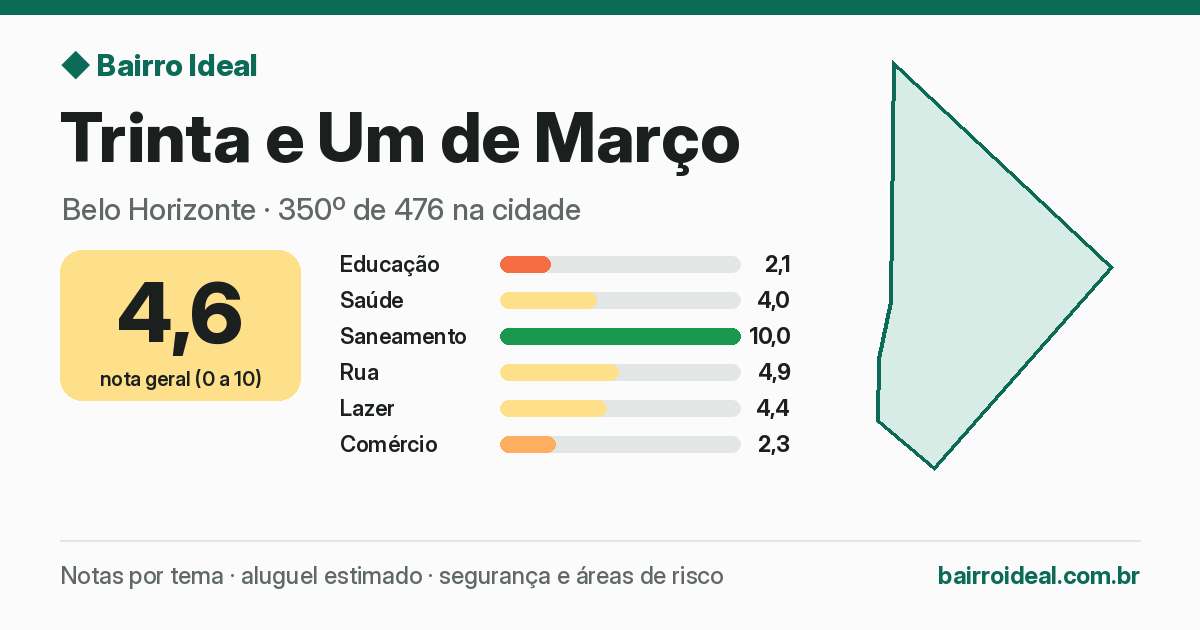 Bairro Ideal
Trinta e Um de Março
Belo Horizonte · 350º de 476 na cidade
4,6
nota geral (0 a 10)
Educação 2,1
Saúde 4,0
Saneamento 10,0
Rua 4,9
Lazer 4,4
Comércio 2,3
Notas por tema · aluguel estimado · segurança e áreas de risco
bairroideal.com.br